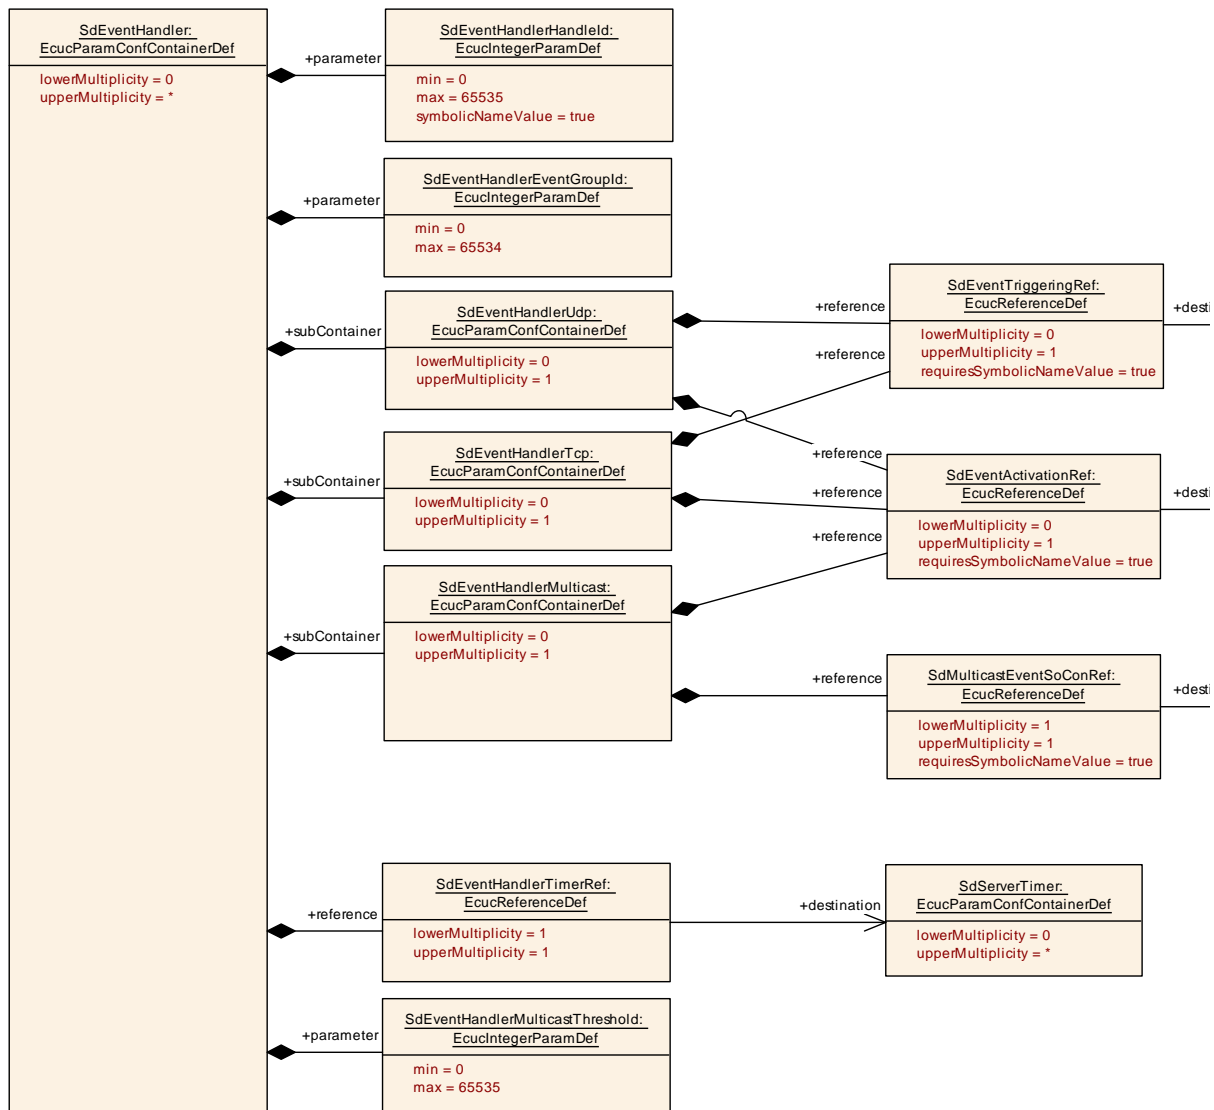 SdEventHandler:
EcucParamConfContainerDef
lowerMultiplicity = 0
upperMultiplicity = *
+parameter
SdEventHandlerHandleId:
EcucIntegerParamDef
min = 0
max = 65535
symbolicNameValue = true
+parameter
SdEventHandlerEventGroupId:
EcucIntegerParamDef
min = 0
max = 65534
+subContainer
SdEventHandlerUdp:
EcucParamConfContainerDef
lowerMultiplicity = 0
upperMultiplicity = 1
+reference
+reference
SdEventTriggeringRef:
EcucReferenceDef
lowerMultiplicity = 0
upperMultiplicity = 1
requiresSymbolicNameValue = true
+desti
+subContainer
SdEventHandlerTcp:
EcucParamConfContainerDef
lowerMultiplicity = 0
upperMultiplicity = 1
+reference
+reference
+reference
SdEventActivationRef:
EcucReferenceDef
lowerMultiplicity = 0
upperMultiplicity = 1
requiresSymbolicNameValue = true
+desti
+subContainer
SdEventHandlerMulticast:
EcucParamConfContainerDef
lowerMultiplicity = 0
upperMultiplicity = 1
+reference
SdMulticastEventSoConRef:
EcucReferenceDef
lowerMultiplicity = 1
upperMultiplicity = 1
requiresSymbolicNameValue = true
+desti
+reference
SdEventHandlerTimerRef:
EcucReferenceDef
lowerMultiplicity = 1
upperMultiplicity = 1
+destination
SdServerTimer:
EcucParamConfContainerDef
lowerMultiplicity = 0
upperMultiplicity = *
+parameter
SdEventHandlerMulticastThreshold:
EcucIntegerParamDef
min = 0
max = 65535